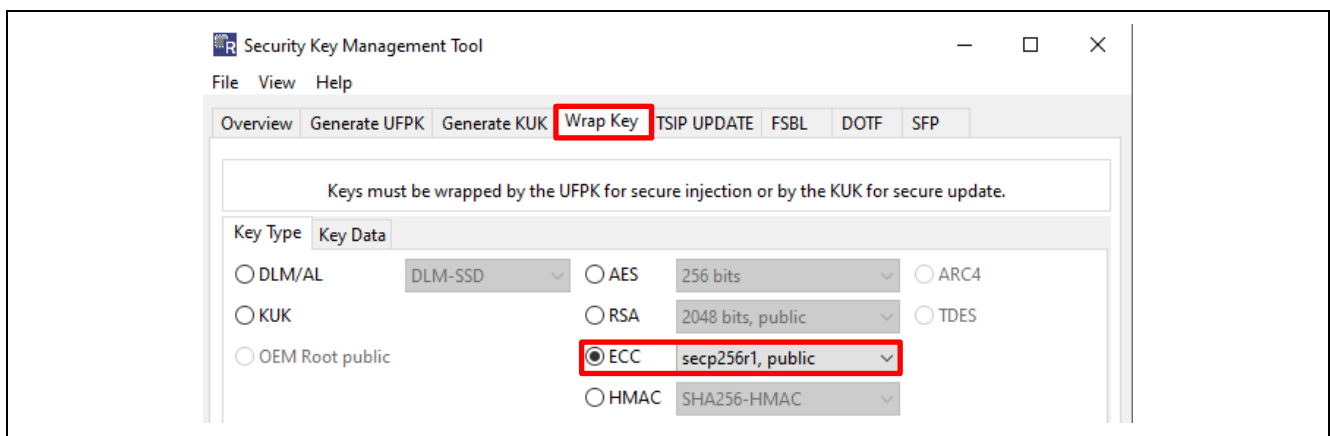 Security Key Management Tool
File View Help
Overview Generate UFPK Generate KUK Wrap Key TSIP UPDATE FSBL DOTF SFP
Keys must be wrapped by the UFPK for secure injection or by the KUK for secure update.
Key Type Key Data
DLM/AL DLM-SSD AES 256 bits ARC4
KUK RSA 2048 bits, public TDES
OEM Root public ECC secp256r1, public
HMAC SHA256-HMAC